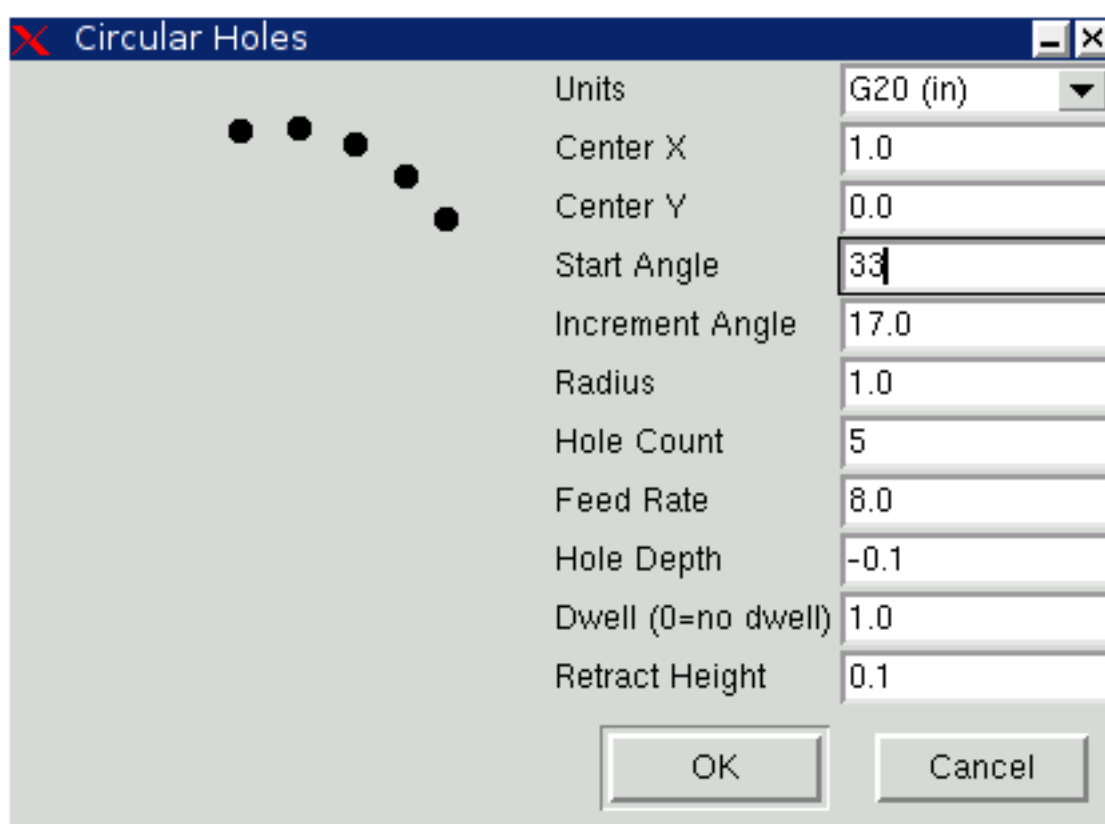 Circular Holes
Units G20 (in)
Center X 1.0
Center Y 0.0
Start Angle 33
Increment Angle 17.0
Radius 1.0
Hole Count 5
Feed Rate 8.0
Hole Depth -0.1
Dwell (0=no dwell) 1.0
Retract Height 0.1
OK Cancel